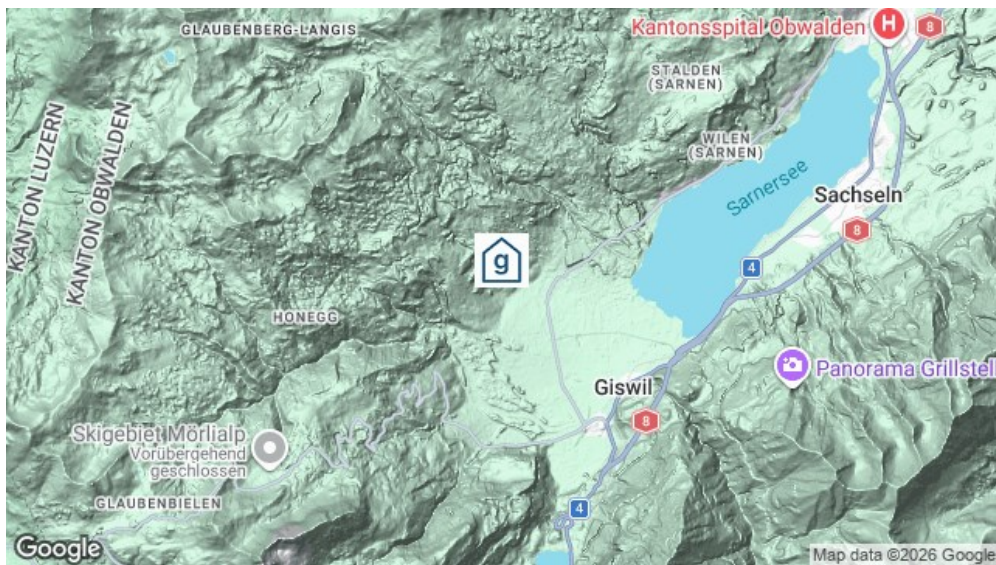 GLAUBENBERG-LANGIS
Kantonsspital Obwalden
H
8
STALDEN
(SARNEN)
KANTON LUZERN
KANTON OBWALDEN
WILEN
(SARNEN)
Sarnersee
Sachseln
8
g
4
HONEGG
Panorama Grillstell
Giswil
8
Skigebiet Mörlialp
Vorübergehend
geschlossen
GLAUBENBIELEN
4
Google
Map data ©2026 Google